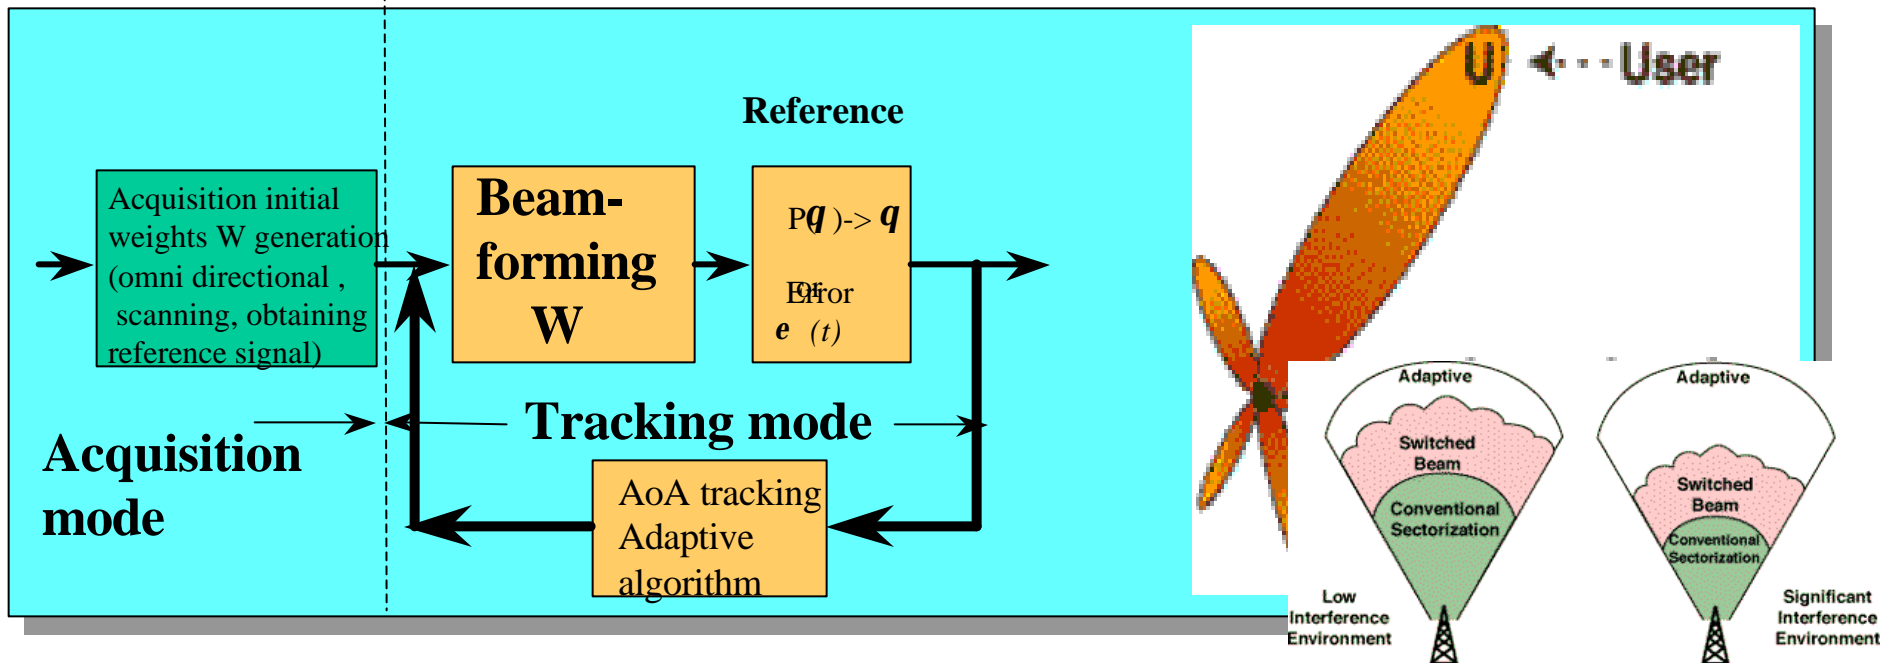 Reference
Acquisition initial
weights W generation
(omni directional ,
scanning, obtaining
reference signal)
Beam-
forming
W
P(q )-> q
or
Error
e (t)
Acquisition
mode
Tracking mode
AoA tracking
Adaptive
algorithm
U
User
Adaptive
Switched
Beam
Conventional
Sectorization
Low
Interference
Environment
Adaptive
Switched
Beam
Conventional
Sectorization
Significant
Interference
Environment